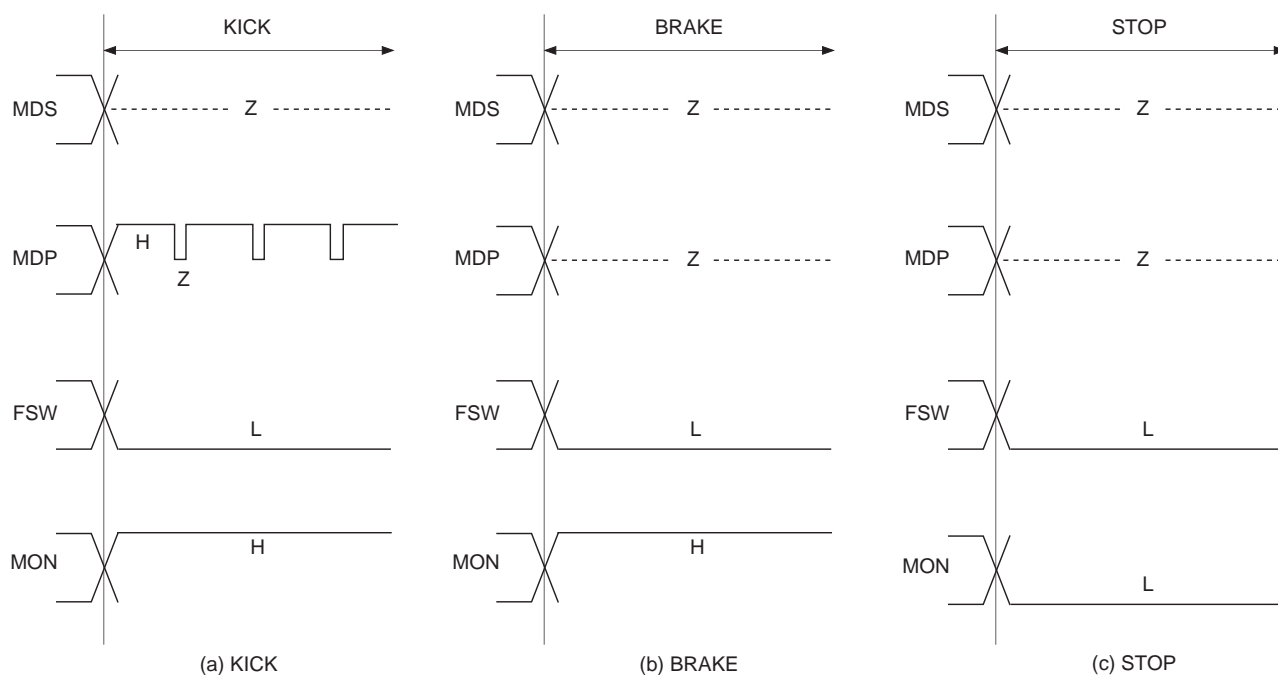 KICK
BRAKE
STOP
MDS
Z
MDS
Z
MDS
Z
MDP
H
Z
MDP
Z
MDP
Z
FSW
L
FSW
L
FSW
L
MON
H
MON
H
MON
L
(a) KICK
(b) BRAKE
(c) STOP